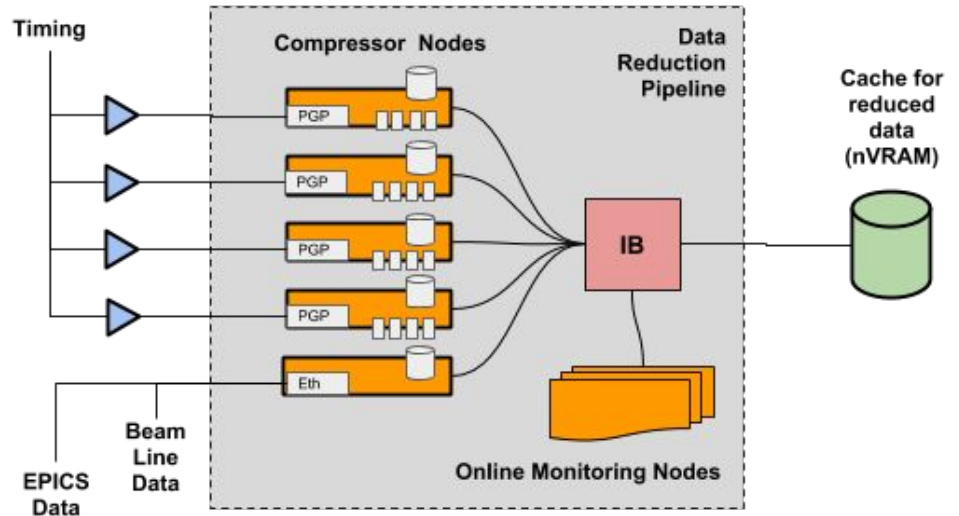 Timing
Compressor Nodes
Data
Reduction
Pipeline
Cache for
reduced
data
(nVRAM)
PGP
PGP
PGP
PGP
Eth
IB
Beam
Line
Data
EPICS
Data
Online Monitoring Nodes